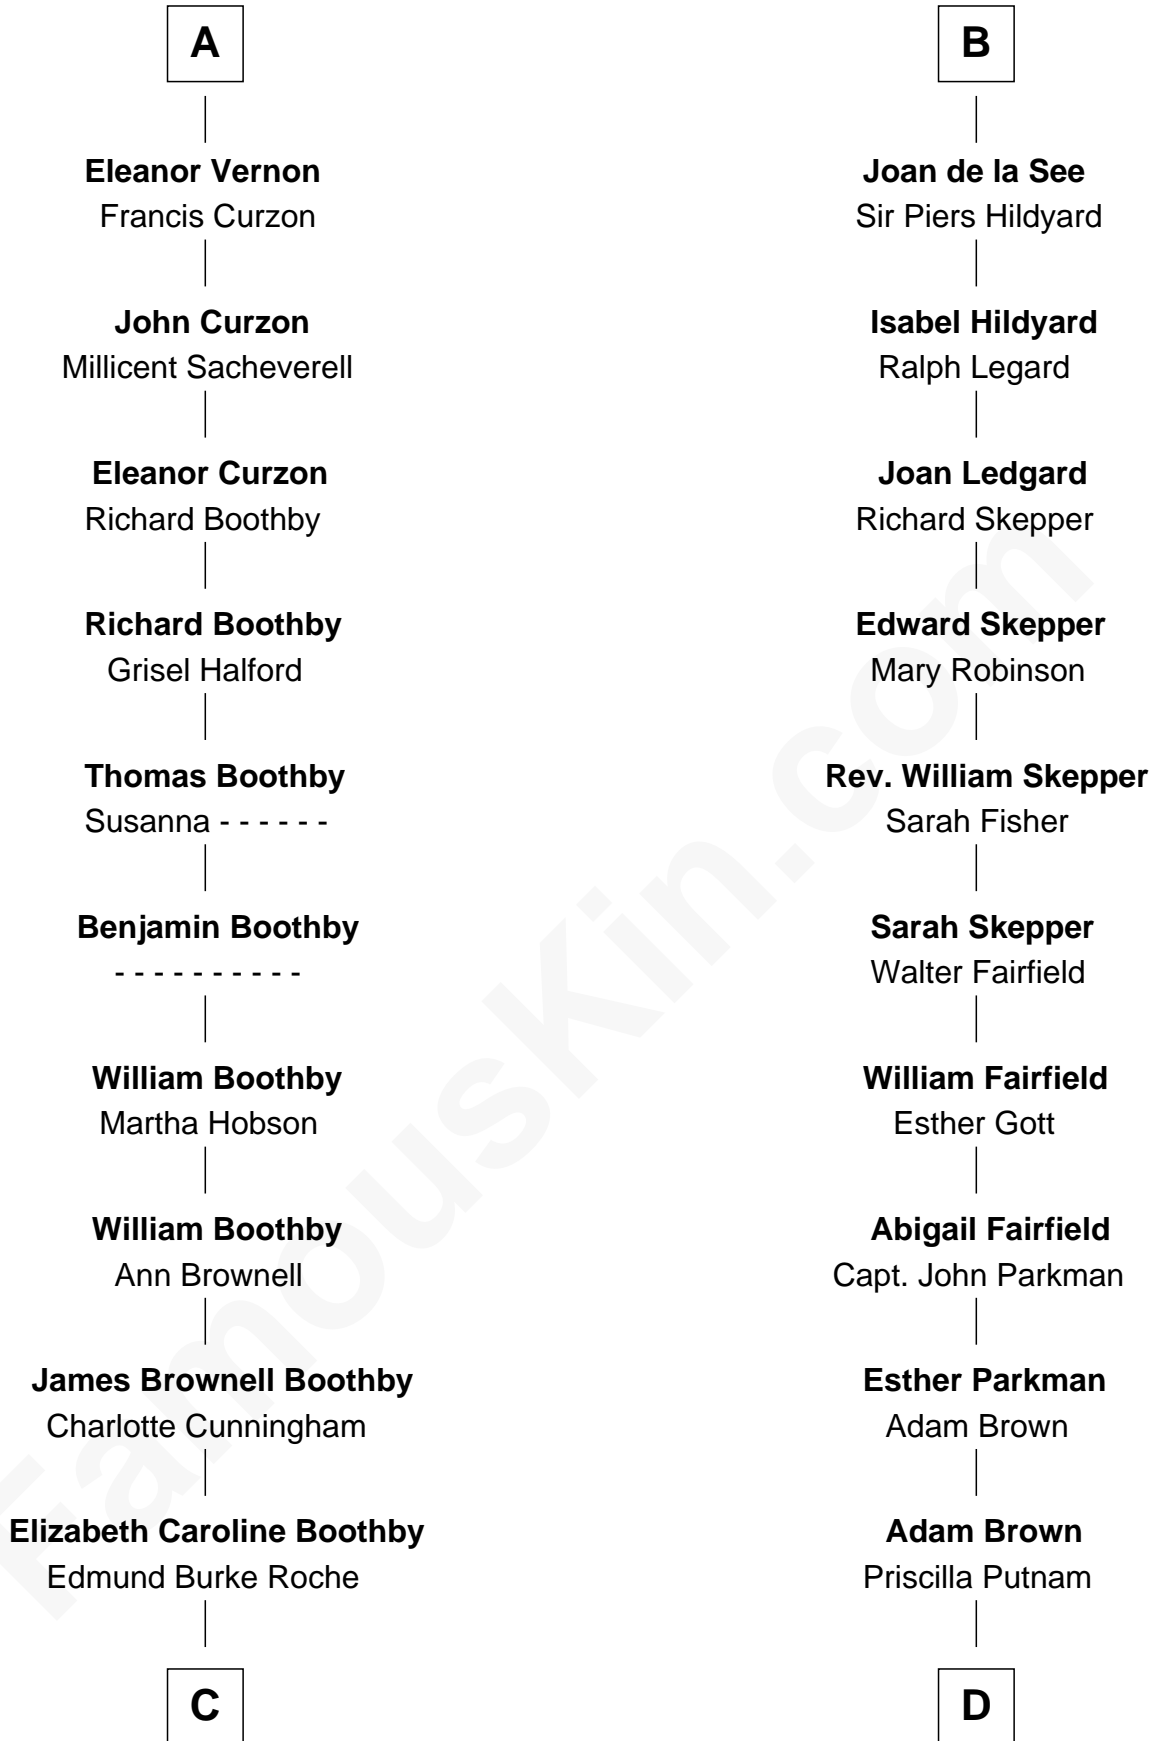 A
Eleanor Vernon
Francis Curzon
John Curzon
Millicent Sacheverell
Eleanor Curzon
Richard Boothby
Richard Boothby
Grisel Halford
Thomas Boothby
Susanna - - - - - -
Benjamin Boothby
- - - - - - - - - -
William Boothby
Martha Hobson
William Boothby
Ann Brownell
James Brownell Boothby
Charlotte Cunningham
Elizabeth Caroline Boothby
Edmund Burke Roche
C
B
Joan de la See
Sir Piers Hildyard
Isabel Hildyard
Ralph Legard
Joan Ledgard
Richard Skepper
Edward Skepper
Mary Robinson
Rev. William Skepper
Sarah Fisher
Sarah Skepper
Walter Fairfield
William Fairfield
Esther Gott
Abigail Fairfield
Capt. John Parkman
Esther Parkman
Adam Brown
Adam Brown
Priscilla Putnam
D
FamousKin.com